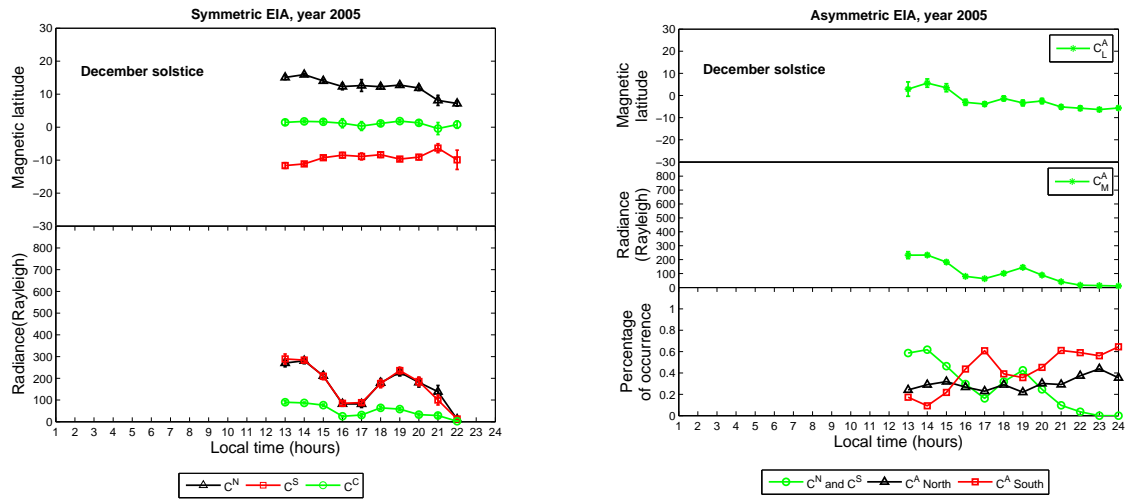 Symmetric EIA, year 2005
December solstice
Magnetic latitude
30
20
10
0
−10
−20
−30
Radiance(Rayleigh)
800
700
600
500
400
300
200
100
0
1 2 3 4 5 6 7 8 9 10 11 12 13 14 15 16 17 18 19 20 21 22 23 24
Local time (hours)
C^N C^S C^C
Asymmetric EIA, year 2005
December solstice
C_L^A
Magnetic
latitude
30
20
10
0
−10
−20
−30
C_M^A
Radiance
(Rayleigh)
800
700
600
500
400
300
200
100
0
Percentage
of occurrence
1
0.8
0.6
0.4
0.2
0
1 2 3 4 5 6 7 8 9 10 11 12 13 14 15 16 17 18 19 20 21 22 23 24
Local time (hours)
C^N and C^S C^A North C^A South